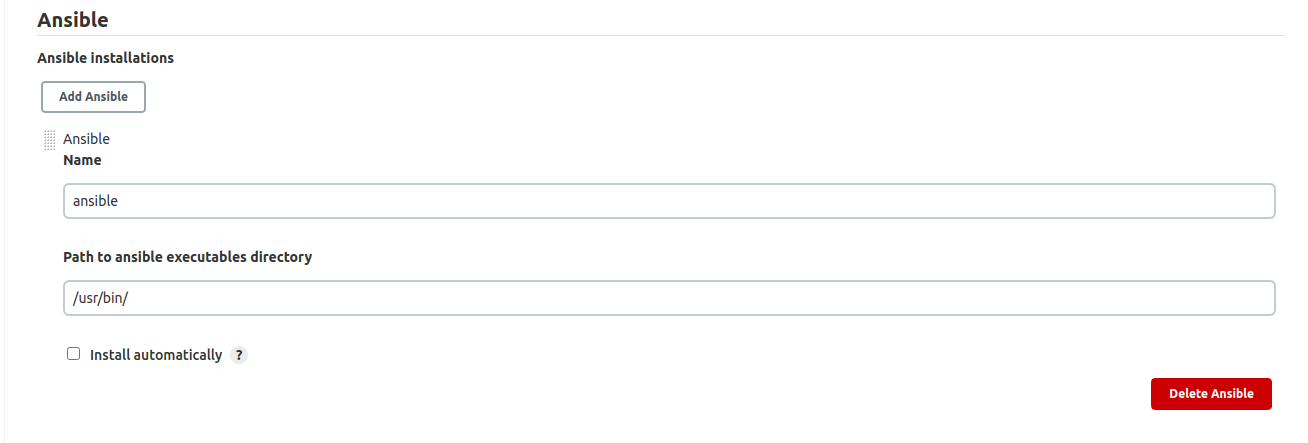 Ansible
Ansible installations
Add Ansible
Ansible
Name
ansible
Path to ansible executables directory
/usr/bin/
Install automatically ?
Delete Ansible